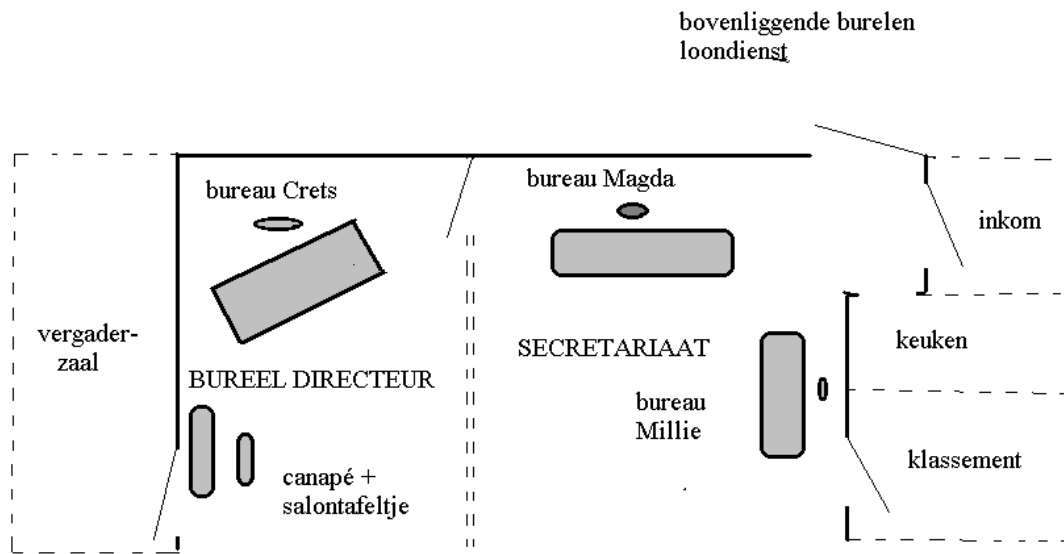 bovenliggende burelen
loondienst
bureau Crets
bureau Magda
inkom
vergader-
zaal
SECRETARIAAT
keuken
BUREEL DIRECTEUR
bureau
Millie
klassement
canapé +
salontafeltje